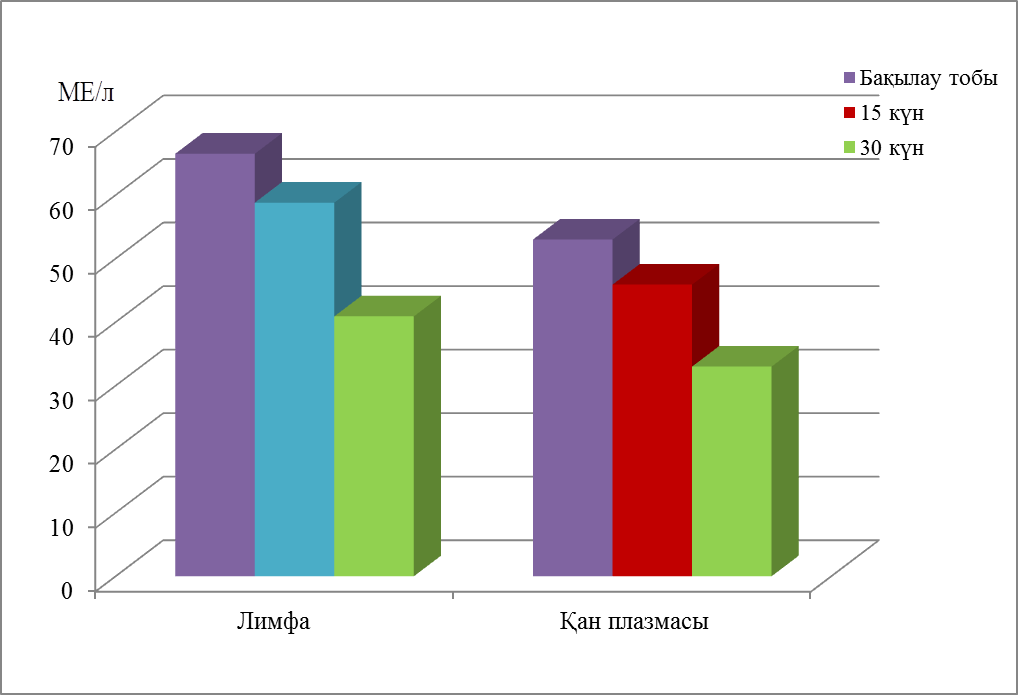 МЕ/л
Бақылау тобы
15 күн
30 күн
70
60
50
40
30
20
10
0
Лимфа
Қан плазмасы